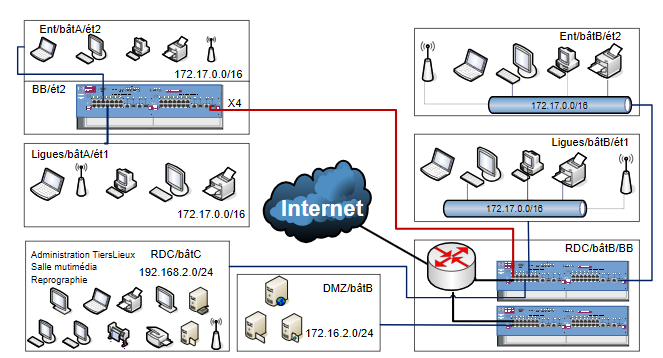 Ent/bâtA/ét2
172.17.0.0/16
BB/ét2
X4
Ligues/bâtA/ét1
172.17.0.0/16
Ent/bâtB/ét2
172.17.0.0/16
Ligues/bâtB/ét1
172.17.0.0/16
Internet
RDC/bâtB/BB
Administration TiersLieux
Salle mutimédia
Reprographie
RDC/bâtC
192.168.2.0/24
DMZ/bâtB
172.16.2.0/24